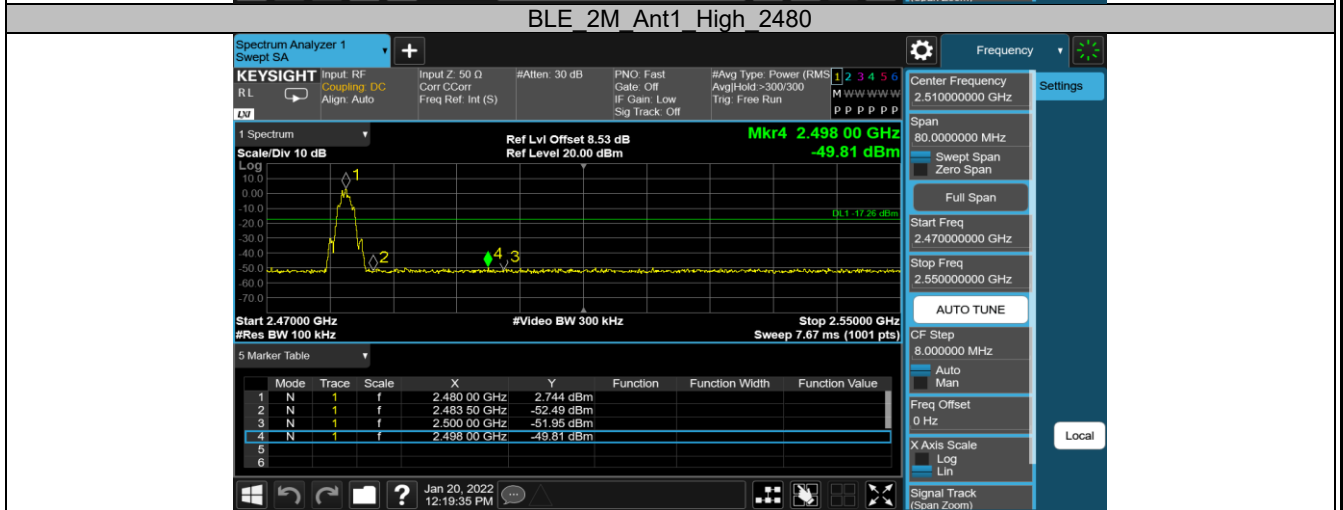 BLE_2M_Ant1_High_2480
Spectrum Analyzer 1
Swept SA
+
Frequency
KEYSIGHT
RL
LXI
Input: RF
Coupling: DC
Align: Auto
Input Z: 50 Ω
Corr CCorr
Freq Ref: Int (S)
#Atten: 30 dB
PNO: Fast
Gate: Off
IF Gain: Low
Sig Track: Off
#Avg Type: Power (RMS
Avg|Hold:>300/300
Trig: Free Run
1 2 3 4 5 6
M W W W W W
P P P P P P
1 Spectrum
Scale/Div 10 dB
Ref Lvl Offset 8.53 dB
Ref Level 20.00 dBm
Mkr4 2.498 00 GHz
-49.81 dBm
Log
10.0
0.00
-10.0
-20.0
-30.0
-40.0
-50.0
-60.0
-70.0
1
2
4
3
DL1 -17.26 dBm
Start 2.47000 GHz
#Res BW 100 kHz
#Video BW 300 kHz
Stop 2.55000 GHz
Sweep 7.67 ms (1001 pts)
5 Marker Table
Mode Trace Scale X Y Function Function Width Function Value
1 N 1 f 2.480 00 GHz 2.744 dBm
2 N 1 f 2.483 50 GHz -52.49 dBm
3 N 1 f 2.500 00 GHz -51.95 dBm
4 N 1 f 2.498 00 GHz -49.81 dBm
5
6
?
Jan 20, 2022
12:19:35 PM
Center Frequency
2.510000000 GHz
Settings
Span
80.0000000 MHz
Swept Span
Zero Span
Full Span
Start Freq
2.470000000 GHz
Stop Freq
2.550000000 GHz
AUTO TUNE
CF Step
8.000000 MHz
Auto
Man
Freq Offset
0 Hz
Local
X Axis Scale
Log
Lin
Signal Track
(Span Zoom)